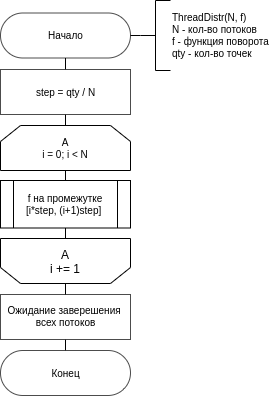 Начало
ThreadDistr(N, f)
N - кол-во потоков
f - функция поворота
qty - кол-во точек
step = qty / N
A
i = 0; i < N
f на промежутке
[i*step, (i+1)step]
A
i += 1
Ожидание заверешения
всех потоков
Конец